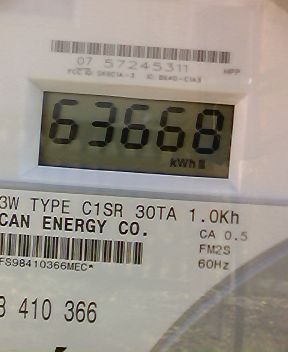 07 57245311 MPP
63668
kWh
3W TYPE C1SR 30TA 1.0Kh
CAN ENERGY CO.
CA 0.5
FM2S
FS98410366MEC*
60Hz
410 366